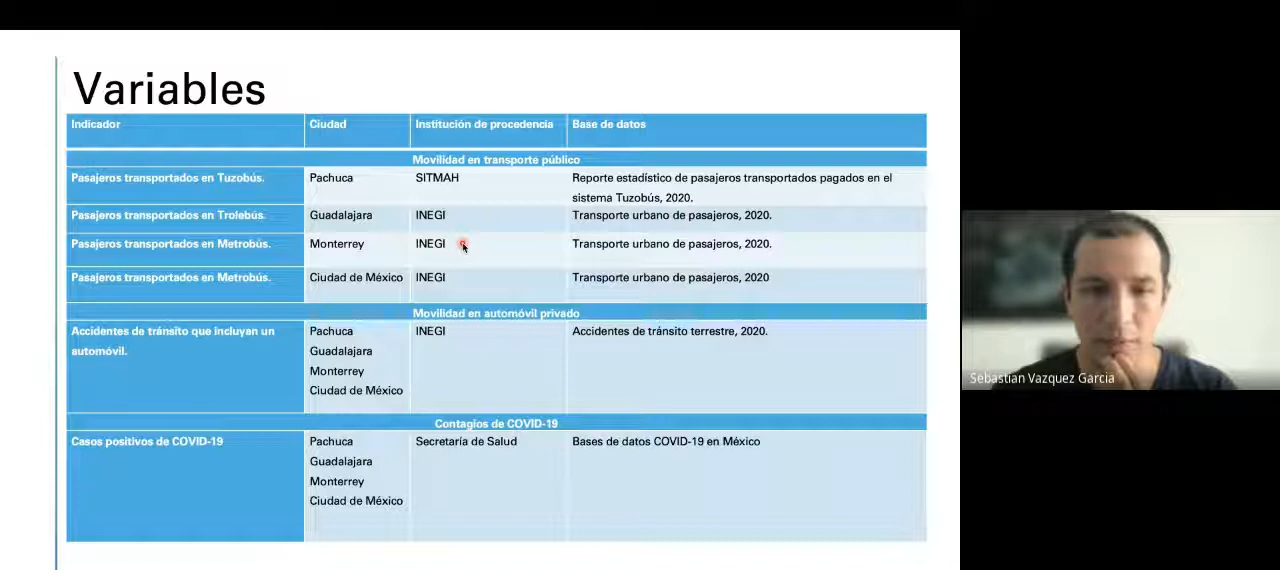 Variables
Indicador Ciudad Institución de procedencia Base de datos
Movilidad en transporte público
Pasajeros transportados en Tuzobús. Pachuca SITMAH Reporte estadístico de pasajeros transportados pagados en el
sistema Tuzobús, 2020.
Pasajeros transportados en Trolebús. Guadalajara INEGI Transporte urbano de pasajeros, 2020.
Pasajeros transportados en Metrobús. Monterrey INEGI Transporte urbano de pasajeros, 2020.
Pasajeros transportados en Metrobús. Ciudad de México INEGI Transporte urbano de pasajeros, 2020
Movilidad en automóvil privado
Accidentes de tránsito que incluyan un Pachuca INEGI Accidentes de tránsito terrestre, 2020.
automóvil. Guadalajara
Monterrey
Ciudad de México
Contagios de COVID-19
Casos positivos de COVID-19 Pachuca Secretaría de Salud Bases de datos COVID-19 en México
Guadalajara
Monterrey
Ciudad de México
Sebastian Vazquez Garcia